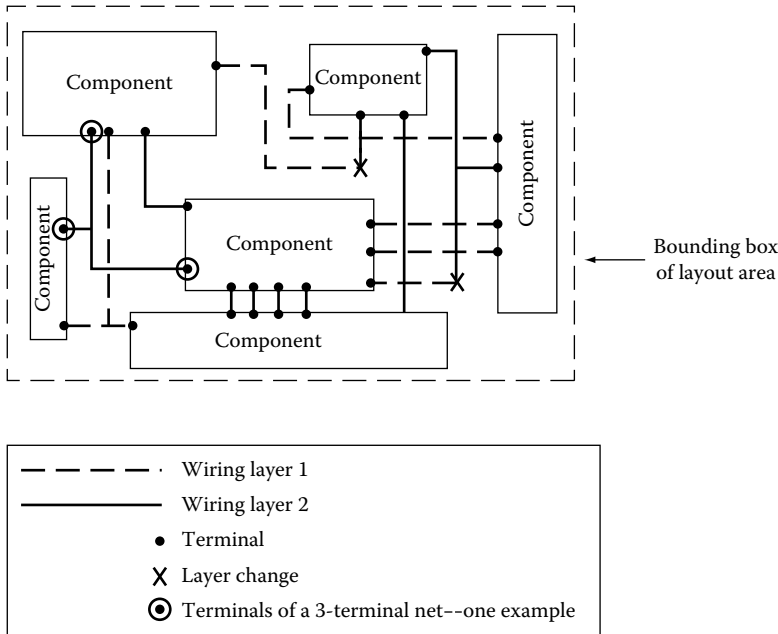 Component
Component
Component
Component
Component
Component
Bounding box
of layout area
Wiring layer 1
Wiring layer 2
Terminal
Layer change
Terminals of a 3-terminal net--one example